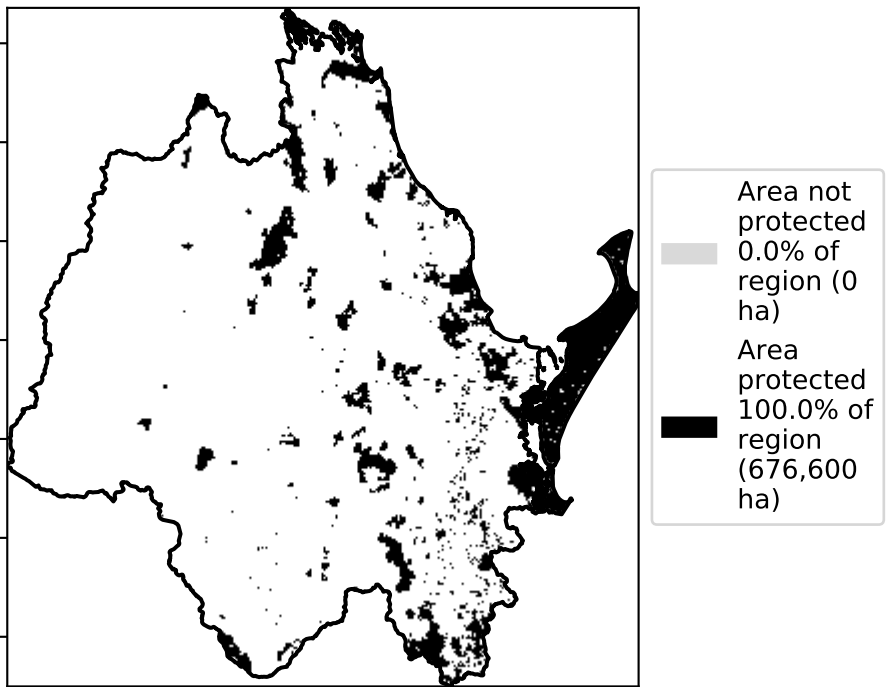 Area not
protected
0.0% of
region (0
ha)
Area
protected
100.0% of
region
(676,600
ha)